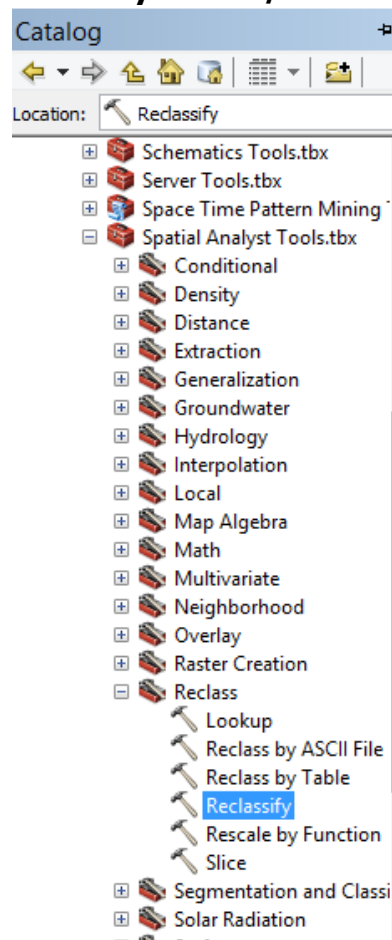 Catalog
Location: Reclassify
Schematics Tools.tbx
Server Tools.tbx
Space Time Pattern Mining
Spatial Analyst Tools.tbx
Conditional
Density
Distance
Extraction
Generalization
Groundwater
Hydrology
Interpolation
Local
Map Algebra
Math
Multivariate
Neighborhood
Overlay
Raster Creation
Reclass
Lookup
Reclass by ASCII File
Reclass by Table
Reclassify
Rescale by Function
Slice
Segmentation and Classi
Solar Radiation